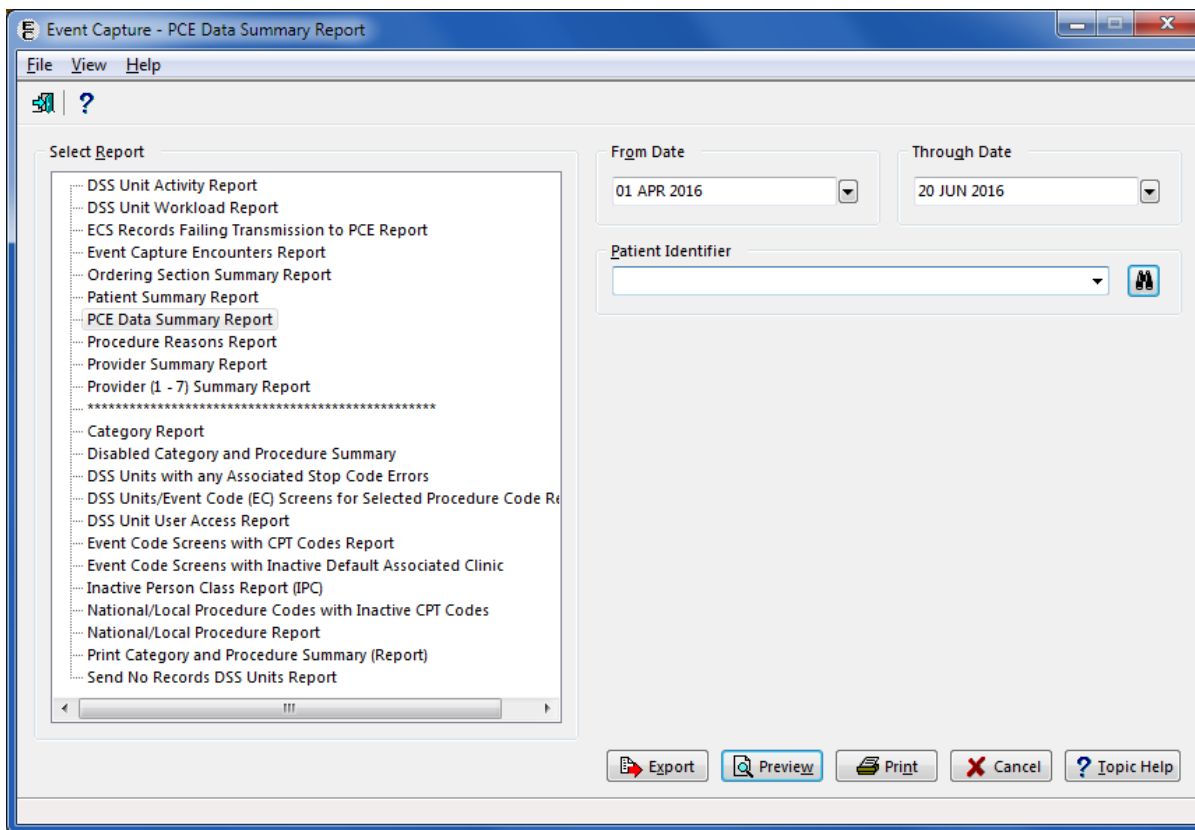 Event Capture - PCE Data Summary Report
File View Help
Select Report
DSS Unit Activity Report
DSS Unit Workload Report
ECS Records Failing Transmission to PCE Report
Event Capture Encounters Report
Ordering Section Summary Report
Patient Summary Report
PCE Data Summary Report
Procedure Reasons Report
Provider Summary Report
Provider (1 - 7) Summary Report
**************************************************
Category Report
Disabled Category and Procedure Summary
DSS Units with any Associated Stop Code Errors
DSS Units/Event Code (EC) Screens for Selected Procedure Code Re
DSS Unit User Access Report
Event Code Screens with CPT Codes Report
Event Code Screens with Inactive Default Associated Clinic
Inactive Person Class Report (IPC)
National/Local Procedure Codes with Inactive CPT Codes
National/Local Procedure Report
Print Category and Procedure Summary (Report)
Send No Records DSS Units Report
From Date
01 APR 2016
Through Date
20 JUN 2016
Patient Identifier
Export Preview Print Cancel ? Topic Help